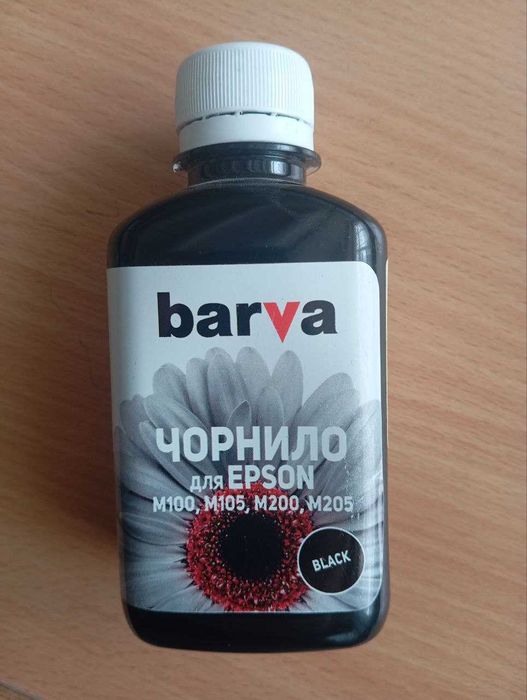 barva
ЧОРНИЛО
для EPSON
M100, M105, M200, M205
BLACK